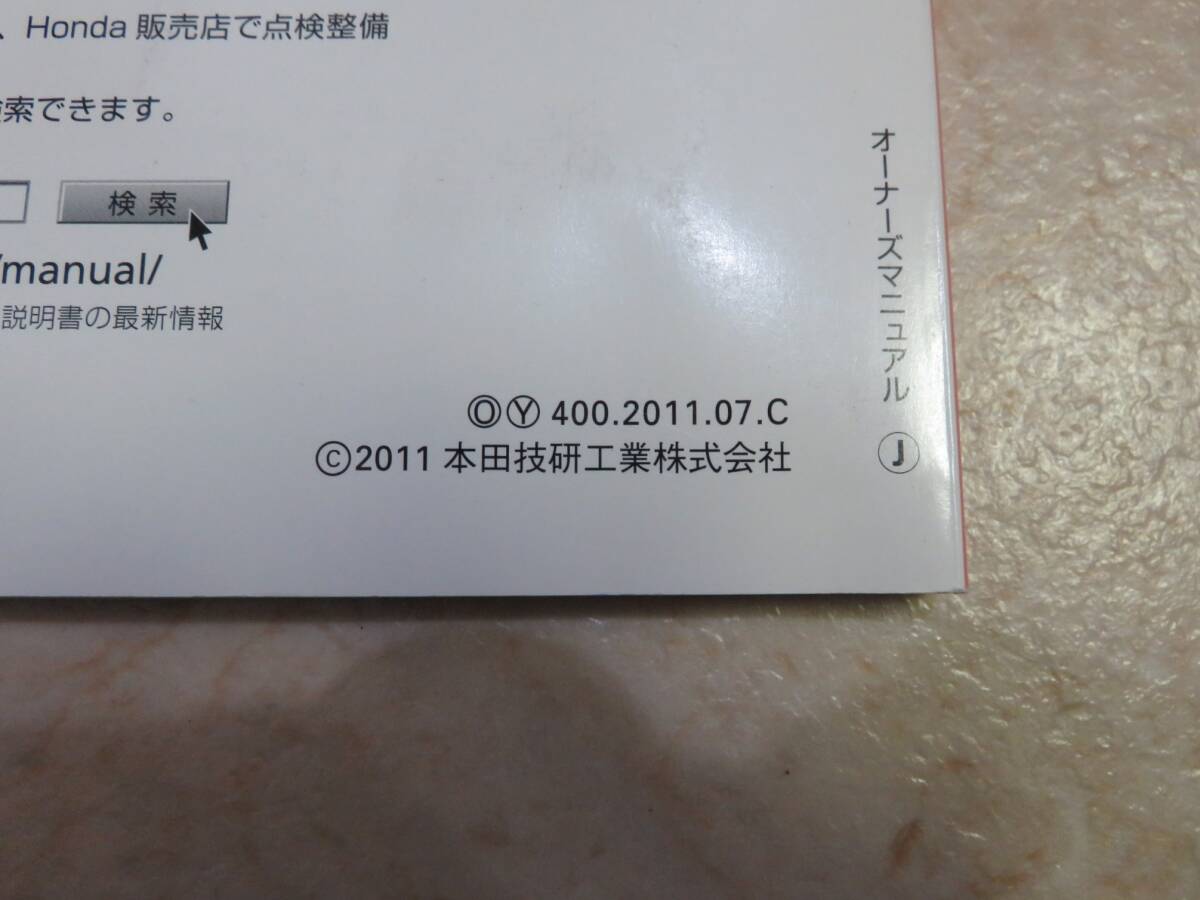 、Honda 販売店で点検整備
検索できます。
検索
/manual/
説明書の最新情報
オーナーズマニュアル Ⓙ
ⓄⓎ 400.2011.07.C
©2011 本田技研工業株式会社